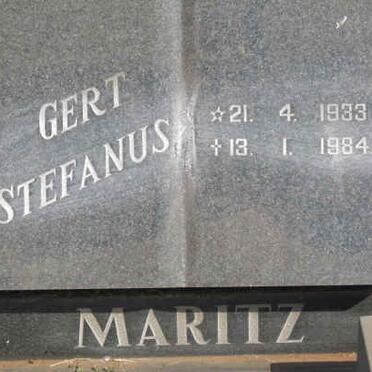 GERT
STEFANUS
☆21. 4. 1933
✝13. 1. 1984
MARITZ